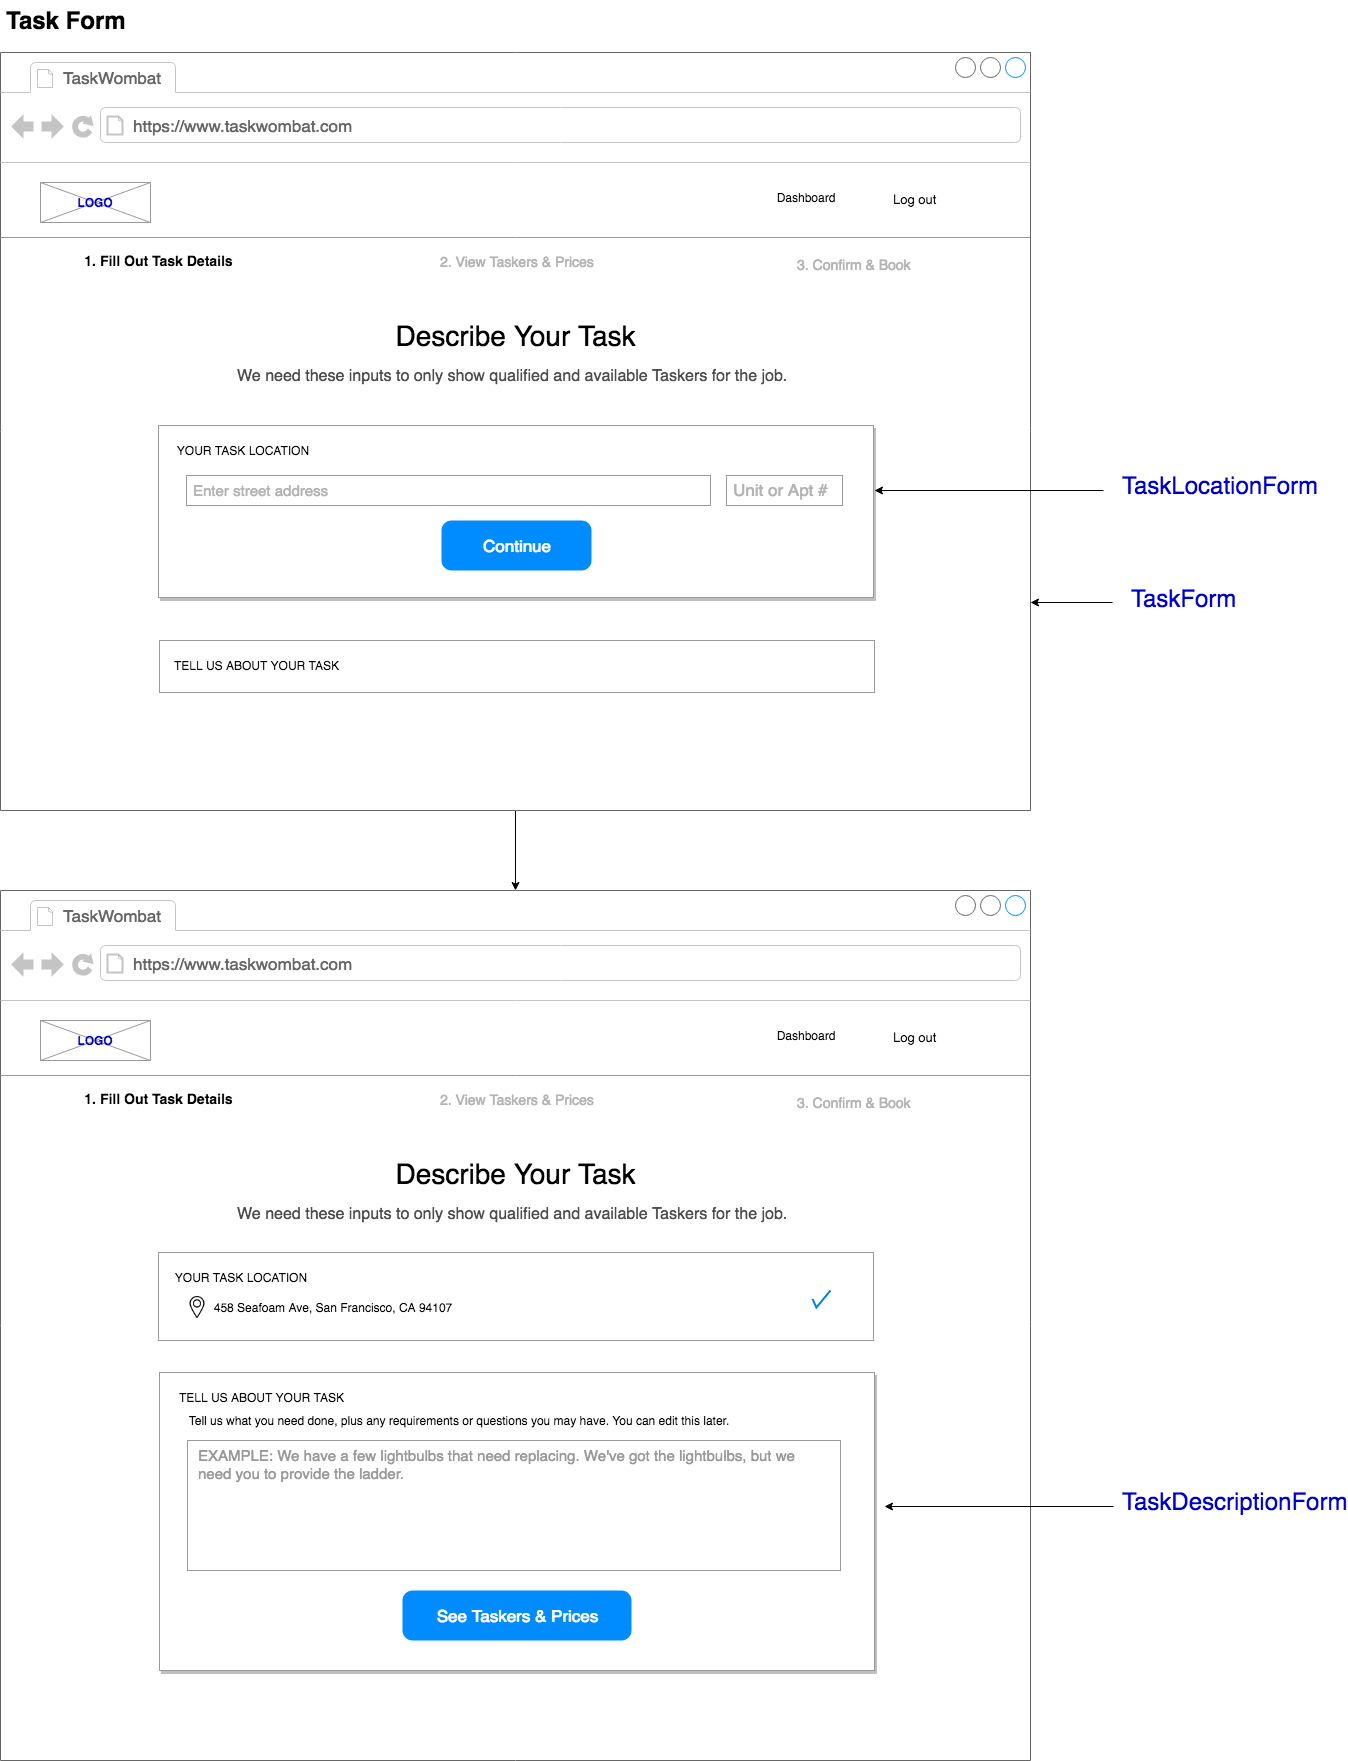 Task Form
TaskWombat
https://www.taskwombat.com
LOGO
Dashboard
Log out
1. Fill Out Task Details
2. View Taskers & Prices
3. Confirm & Book
Describe Your Task
We need these inputs to only show qualified and available Taskers for the job.
YOUR TASK LOCATION
Enter street address
Unit or Apt #
TaskLocationForm
Continue
TaskForm
TELL US ABOUT YOUR TASK
TaskWombat
https://www.taskwombat.com
LOGO
Dashboard
Log out
1. Fill Out Task Details
2. View Taskers & Prices
3. Confirm & Book
Describe Your Task
We need these inputs to only show qualified and available Taskers for the job.
YOUR TASK LOCATION
458 Seafoam Ave, San Francisco, CA 94107
TELL US ABOUT YOUR TASK
Tell us what you need done, plus any requirements or questions you may have. You can edit this later.
EXAMPLE: We have a few lightbulbs that need replacing. We've got the lightbulbs, but we
need you to provide the ladder.
TaskDescriptionForm
See Taskers & Prices